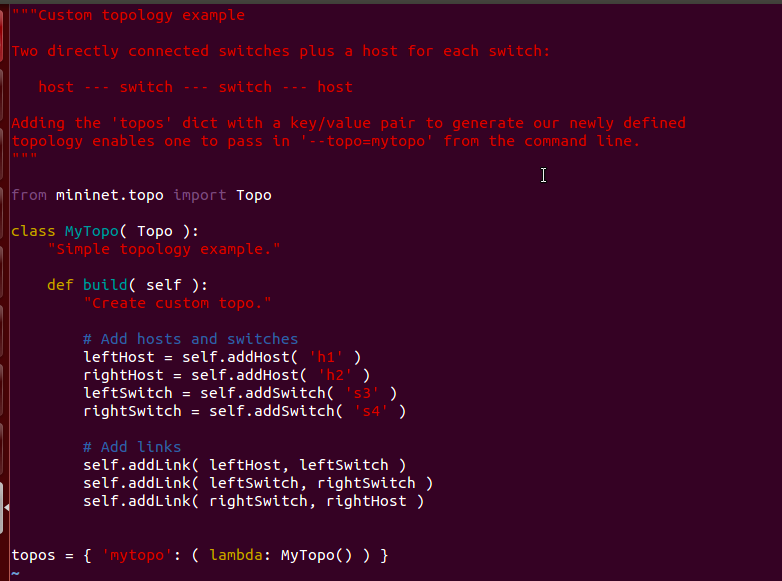 """Custom topology example

Two directly connected switches plus a host for each switch:

   host --- switch --- switch --- host

Adding the 'topos' dict with a key/value pair to generate our newly defined
topology enables one to pass in '--topo=mytopo' from the command line.
"""

from mininet.topo import Topo

class MyTopo( Topo ):
    "Simple topology example."

    def build( self ):
        "Create custom topo."

        # Add hosts and switches
        leftHost = self.addHost( 'h1' )
        rightHost = self.addHost( 'h2' )
        leftSwitch = self.addSwitch( 's3' )
        rightSwitch = self.addSwitch( 's4' )

        # Add links
        self.addLink( leftHost, leftSwitch )
        self.addLink( leftSwitch, rightSwitch )
        self.addLink( rightSwitch, rightHost )


topos = { 'mytopo': ( lambda: MyTopo() ) }
~